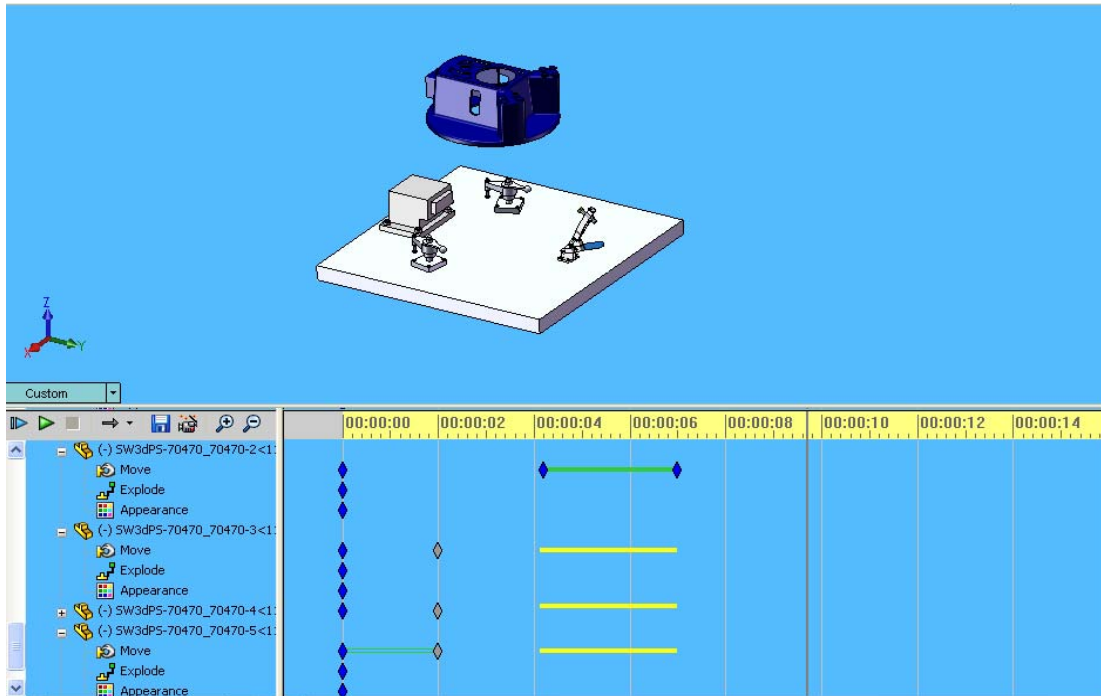 Z
X
Y
Custom
00:00:00 00:00:02 00:00:04 00:00:06 00:00:08 00:00:10 00:00:12 00:00:14
(-) SW3dPS-70470_70470-2<1
Move
Explode
Appearance
(-) SW3dPS-70470_70470-3<1
Move
Explode
Appearance
(-) SW3dPS-70470_70470-4<1
(-) SW3dPS-70470_70470-5<1
Move
Explode
Appearance